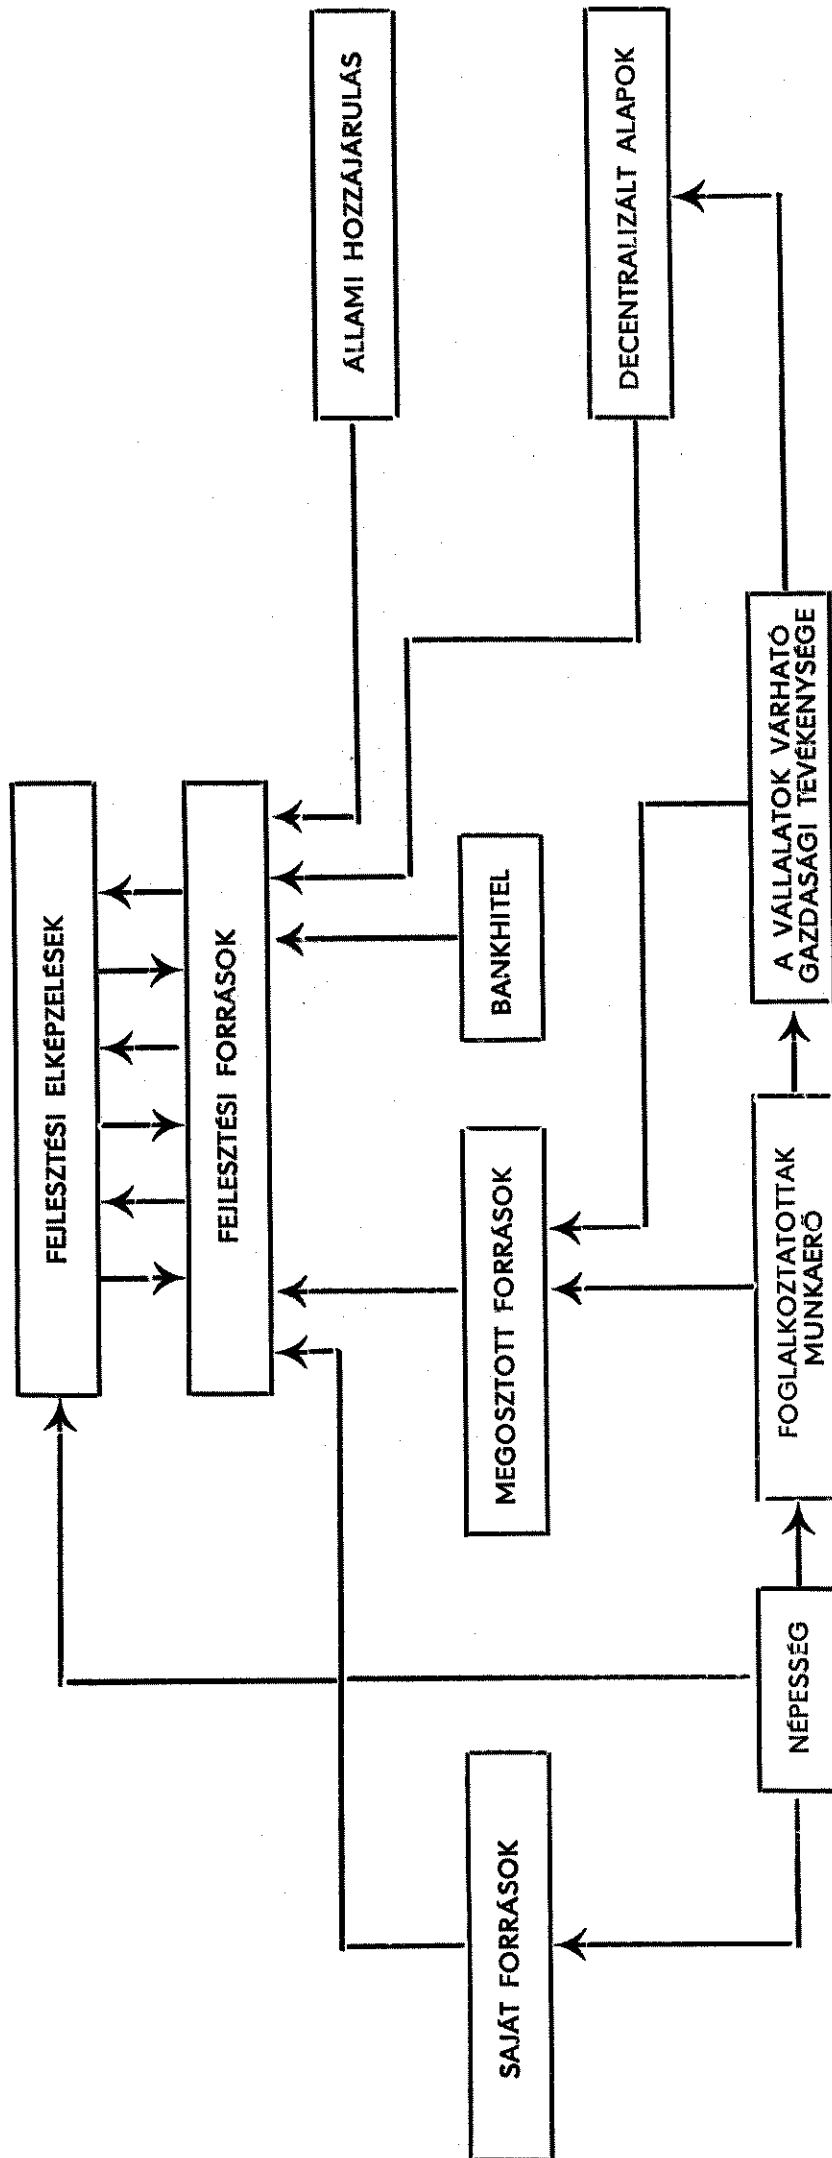 FEJLESZTÉSI ELKÉPZELÉSEK
FEJLESZTÉSI FORRÁSOK
ÁLLAMI HOZZÁJÁRULÁS
SAJÁT FORRÁSOK
MEGOSZTOTT FORRÁSOK
BANKHITEL
DECENTRALIZÁLT ALAPOK
NÉPESSÉG
FOGLALKOZTATOTTAK
MUNKAERŐ
A VÁLLALATOK VÁRHATÓ
GAZDASÁGI TEVÉKENYSÉGE